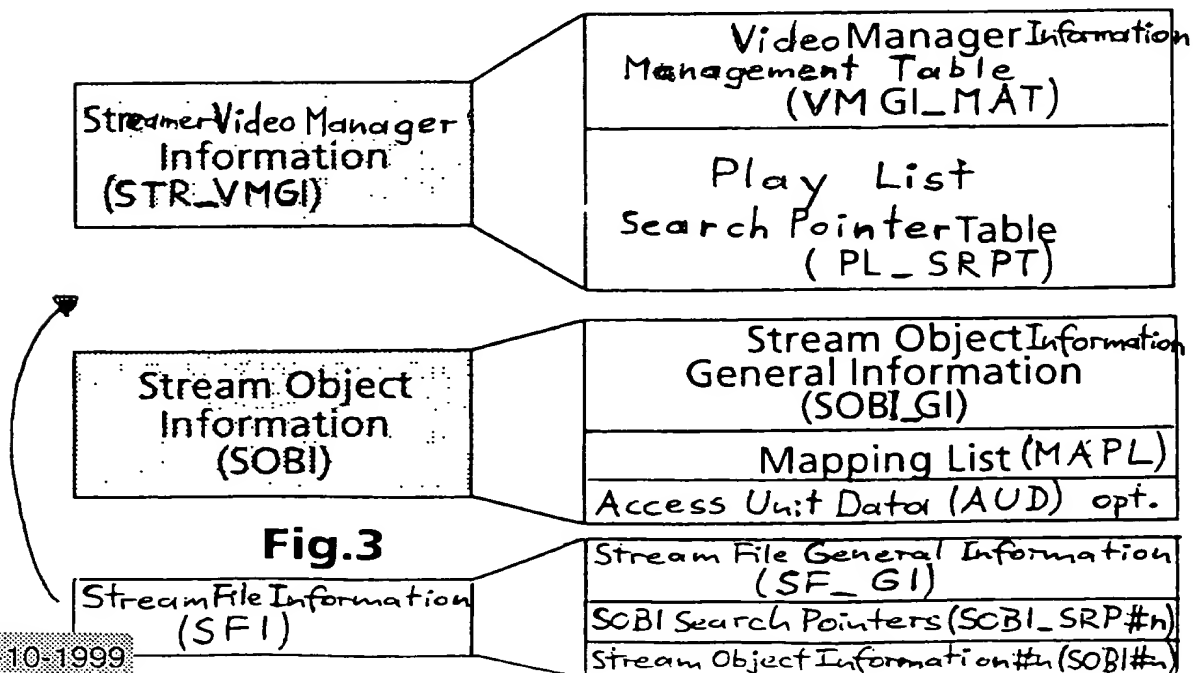 Streamer Video Manager
Information
(STR_VMGI)
Video Manager Information
Management Table
(VMGI_MAT)
Play List
Search Pointer Table
(PL_SRPT)
Stream Object
Information
(SOBI)
Stream Object Information
General Information
(SOBI_GI)
Mapping List (MAPL)
Access Unit Data (AUD) opt.
Fig.3
Stream File Information
(SFI)
Stream File General Information
(SF_GI)
SOBI Search Pointers (SOBI_SRP#n)
Stream Object Information#n (SOBI#n)
10-1999